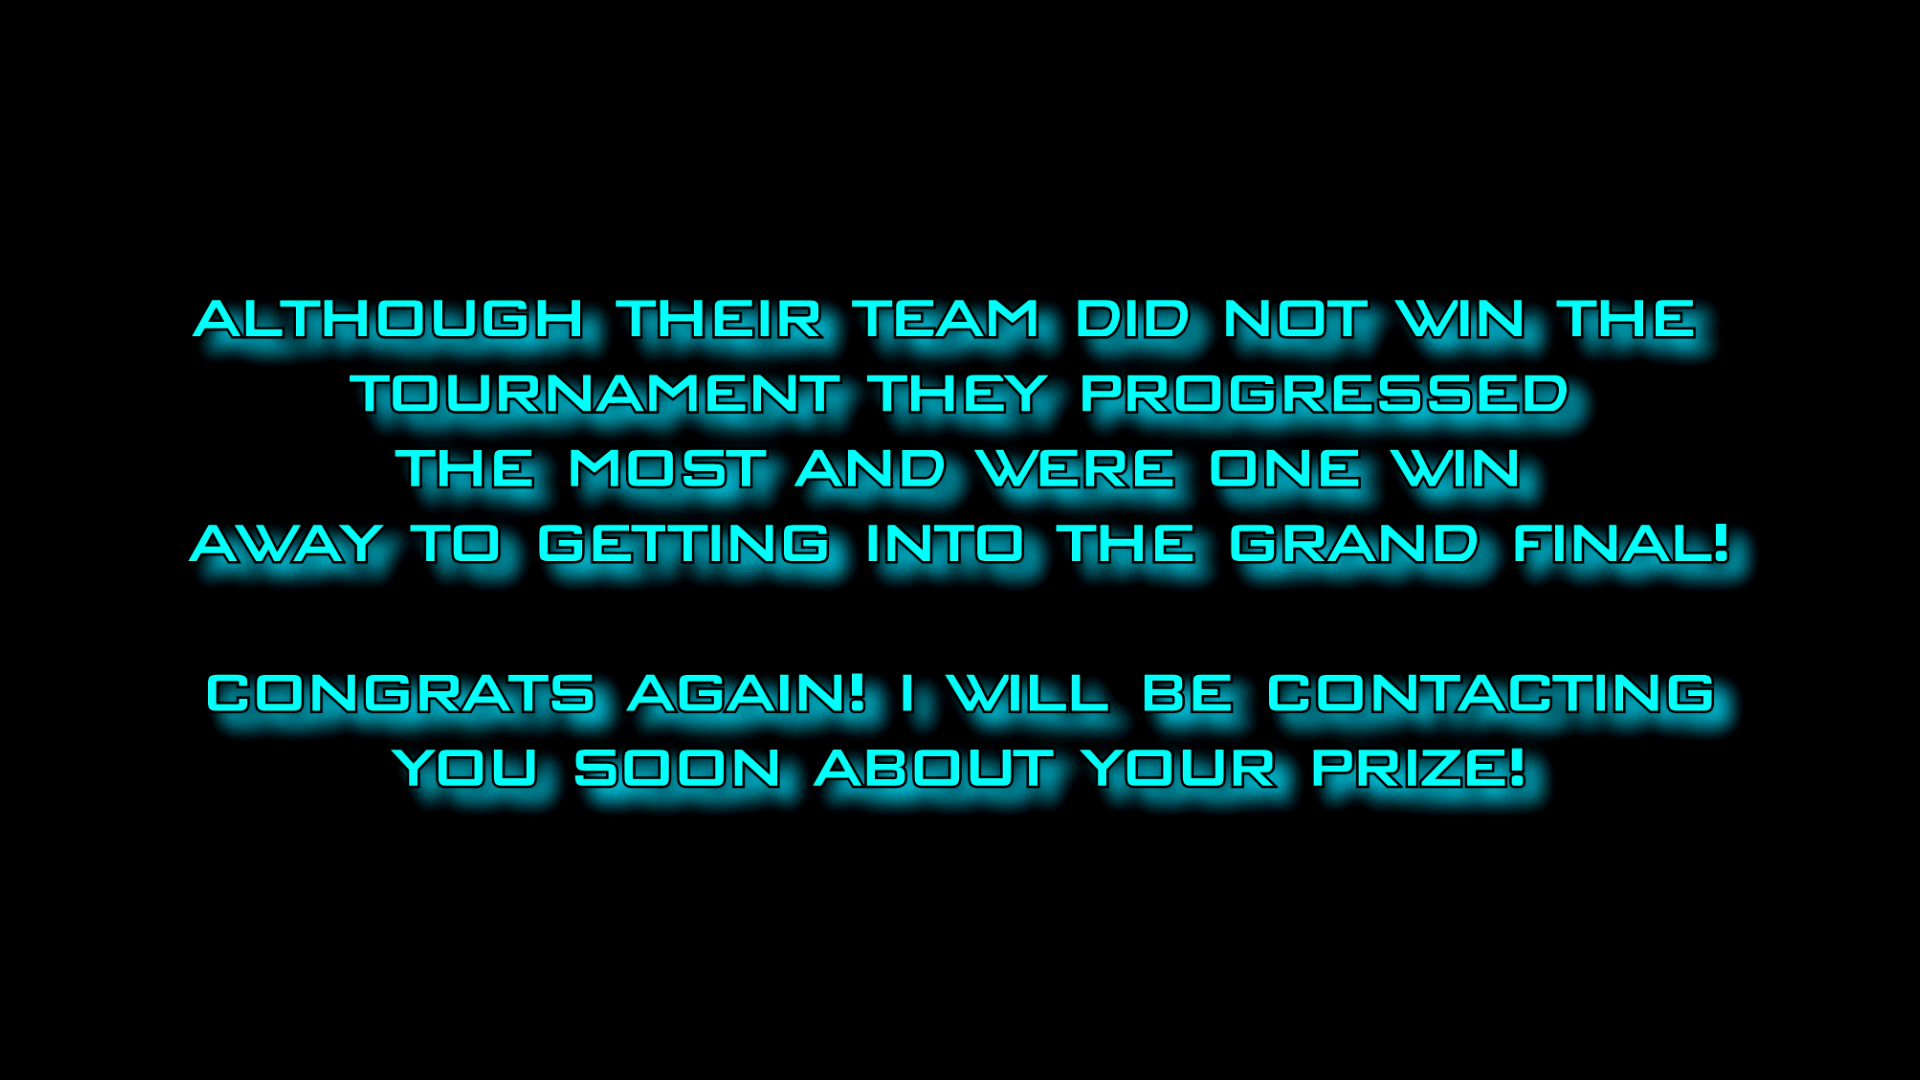 ALTHOUGH THEIR TEAM DID NOT WIN THE
TOURNAMENT THEY PROGRESSED
THE MOST AND WERE ONE WIN
AWAY TO GETTING INTO THE GRAND FINAL!
CONGRATS AGAIN! I WILL BE CONTACTING
YOU SOON ABOUT YOUR PRIZE!